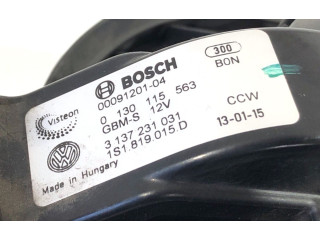 BOSCH
00091201-04
300
BON
Visteon
0 130 115 563
GBM-S 12V
CCW
3 137 231 031
13-01-15
1S1.819.015.D
Made in Hungary